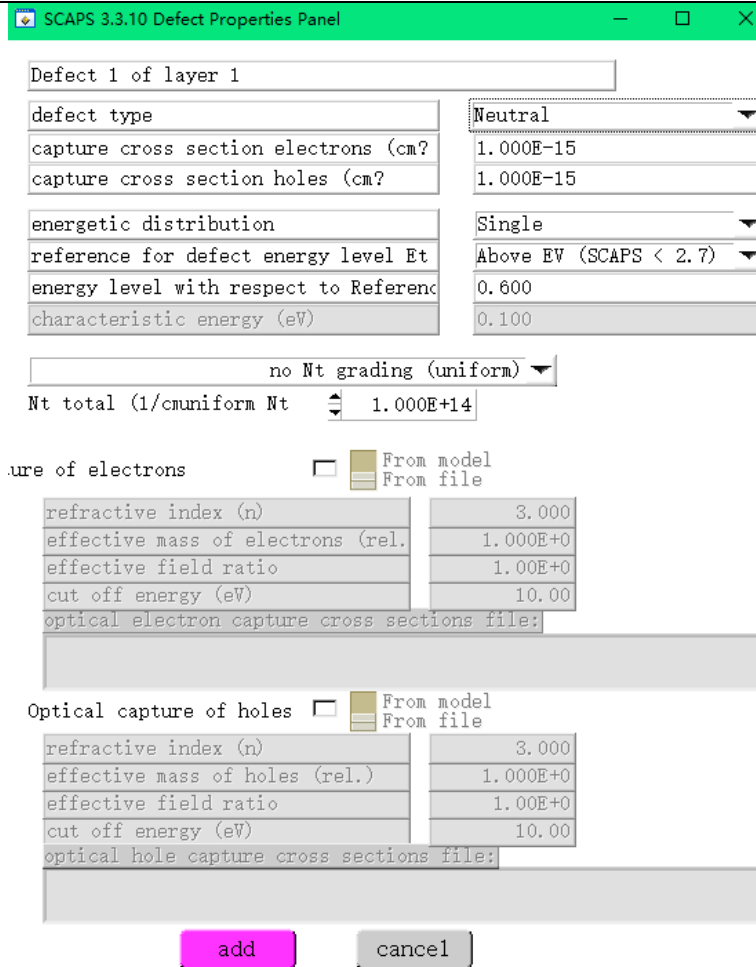 SCAPS 3.3.10 Defect Properties Panel
Defect 1 of layer 1
defect type Neutral
capture cross section electrons (cm? 1.000E-15
capture cross section holes (cm? 1.000E-15
energetic distribution Single
reference for defect energy level Et Above EV (SCAPS < 2.7)
energy level with respect to Referenc 0.600
characteristic energy (eV) 0.100
no Nt grading (uniform)
Nt total (1/cmuniform Nt 1.000E+14
ure of electrons From model
From file
refractive index (n) 3.000
effective mass of electrons (rel. 1.000E+0
effective field ratio 1.00E+0
cut off energy (eV) 10.00
optical electron capture cross sections file:
Optical capture of holes From model
From file
refractive index (n) 3.000
effective mass of holes (rel.) 1.000E+0
effective field ratio 1.00E+0
cut off energy (eV) 10.00
optical hole capture cross sections file:
add cancel